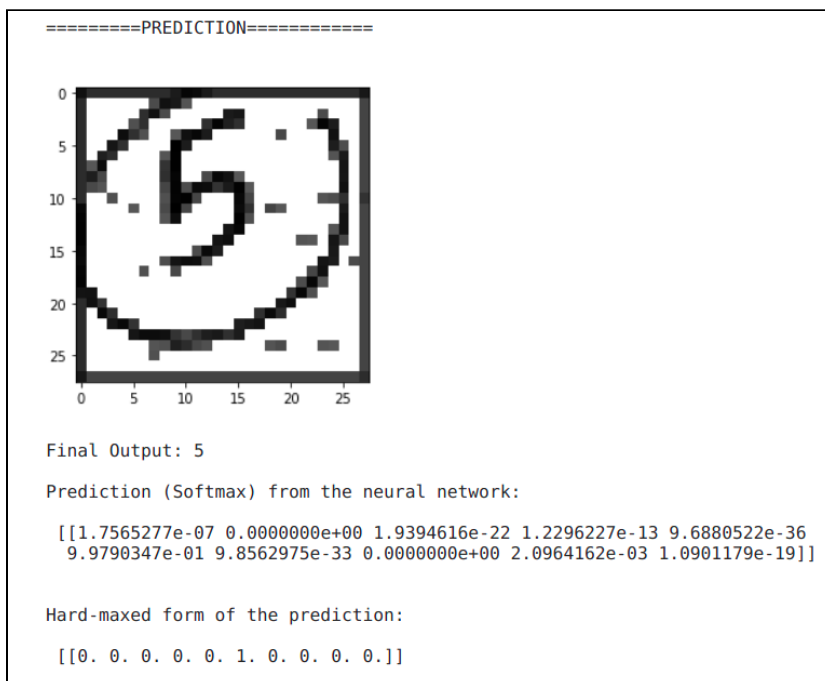 =========PREDICTION============
0
5
10
15
20
25
5
0 5 10 15 20 25
Final Output: 5
Prediction (Softmax) from the neural network:
[[1.7565277e-07 0.0000000e+00 1.9394616e-22 1.2296227e-13 9.6880522e-36
9.9790347e-01 9.8562975e-33 0.0000000e+00 2.0964162e-03 1.0901179e-19]]
Hard-maxed form of the prediction:
[[0. 0. 0. 0. 0. 1. 0. 0. 0. 0.]]